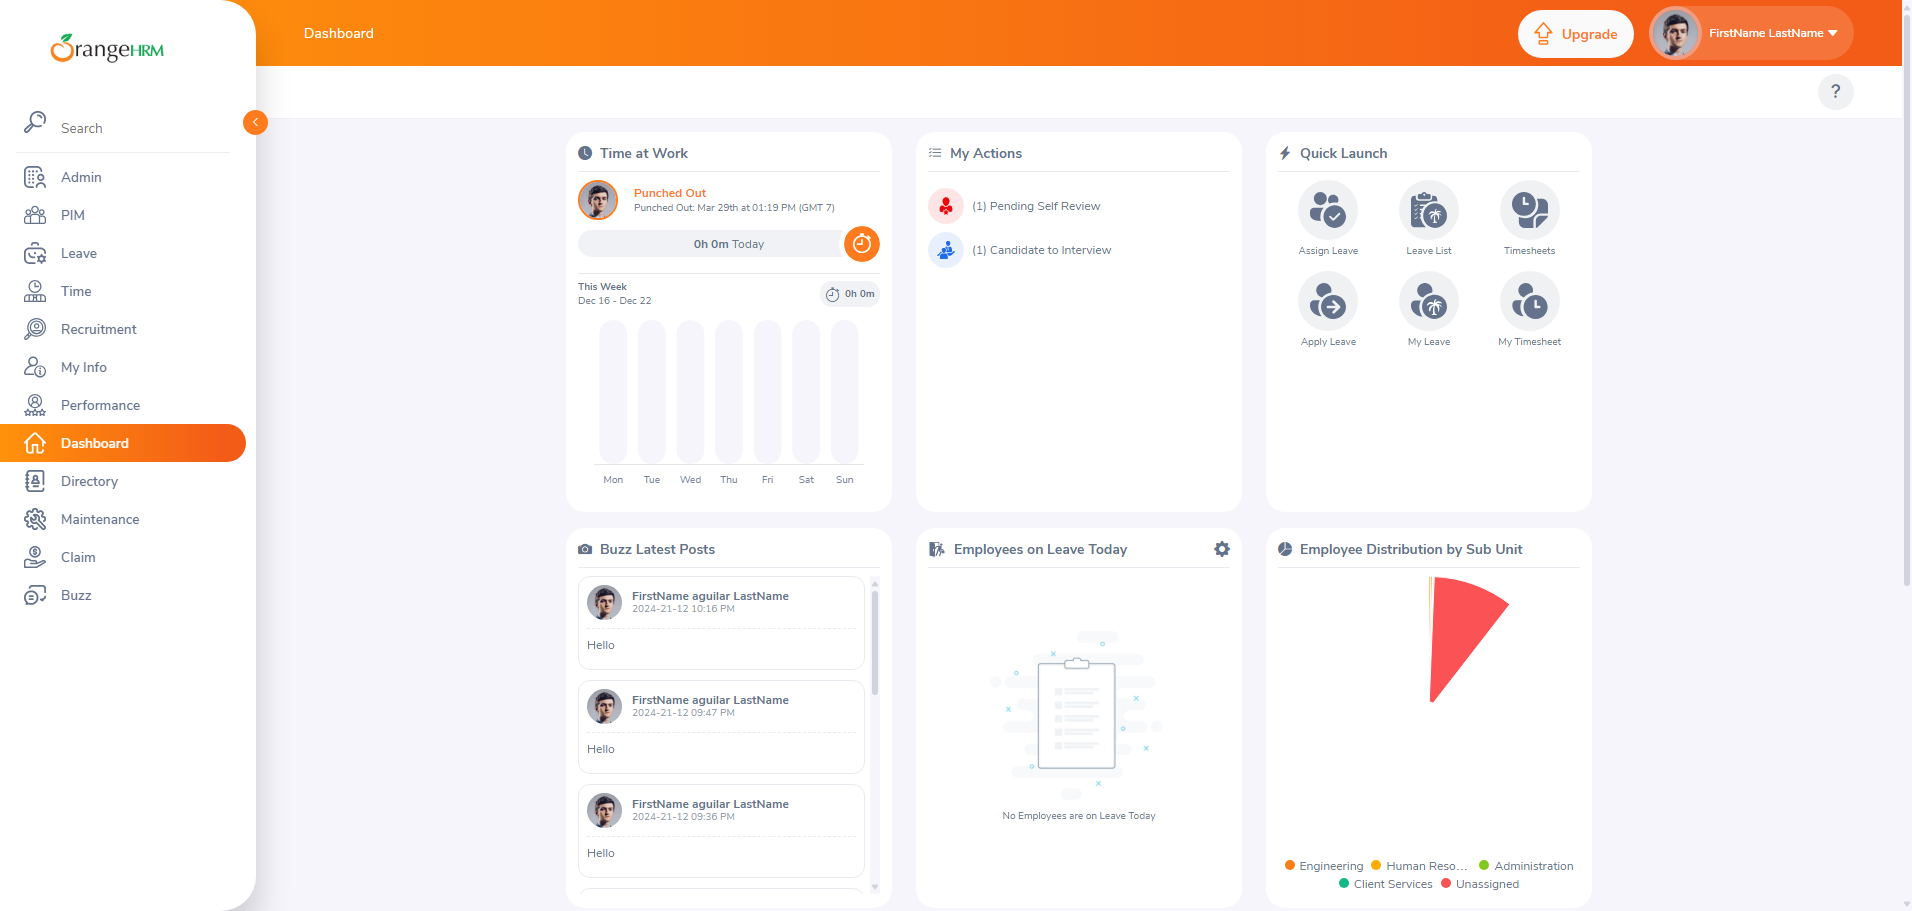 OrangeHRM
Dashboard
Upgrade
FirstName LastName
?
Search
Admin
PIM
Leave
Time
Recruitment
My Info
Performance
Dashboard
Directory
Maintenance
Claim
Buzz
Time at Work
Punched Out
Punched Out: Mar 29th at 01:19 PM (GMT 7)
0h 0m Today
This Week
Dec 16 - Dec 22
0h 0m
Mon Tue Wed Thu Fri Sat Sun
My Actions
(1) Pending Self Review
(1) Candidate to Interview
Quick Launch
Assign Leave Leave List Timesheets
Apply Leave My Leave My Timesheet
Buzz Latest Posts
FirstName aguilar LastName
2024-21-12 10:16 PM
Hello
FirstName aguilar LastName
2024-21-12 09:47 PM
Hello
FirstName aguilar LastName
2024-21-12 09:36 PM
Hello
Employees on Leave Today
No Employees are on Leave Today
Employee Distribution by Sub Unit
Engineering Human Reso... Administration
Client Services Unassigned